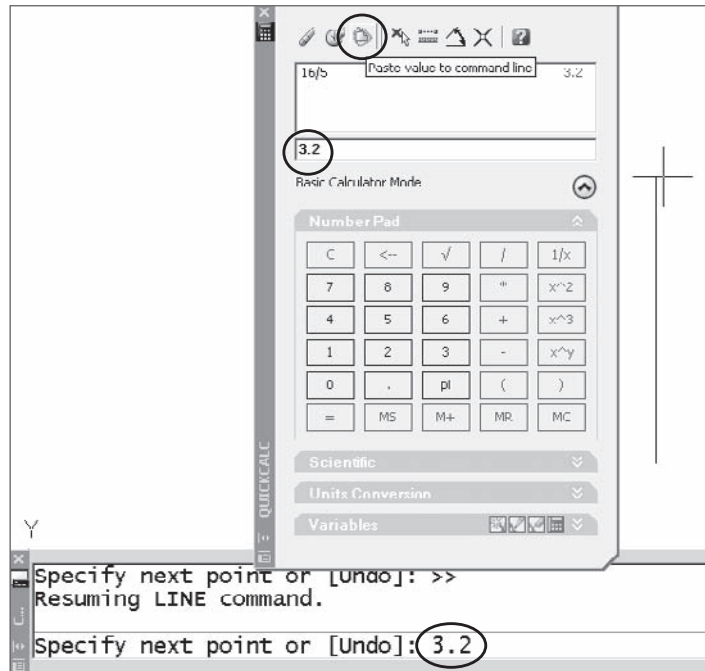 Paste value to command line
16/5 3.2
3.2
Basic Calculator Mode
Number Pad
C <-- √ / 1/x
7 8 9 * x^2
4 5 6 + x^3
1 2 3 - x^y
0 . pi ( )
= MS M+ MR MC
Scientific
Units Conversion
Variables
QUICKCALC
Y
Specify next point or [Undo]: >>
Resuming LINE command.
C...
Specify next point or [Undo]: 3.2